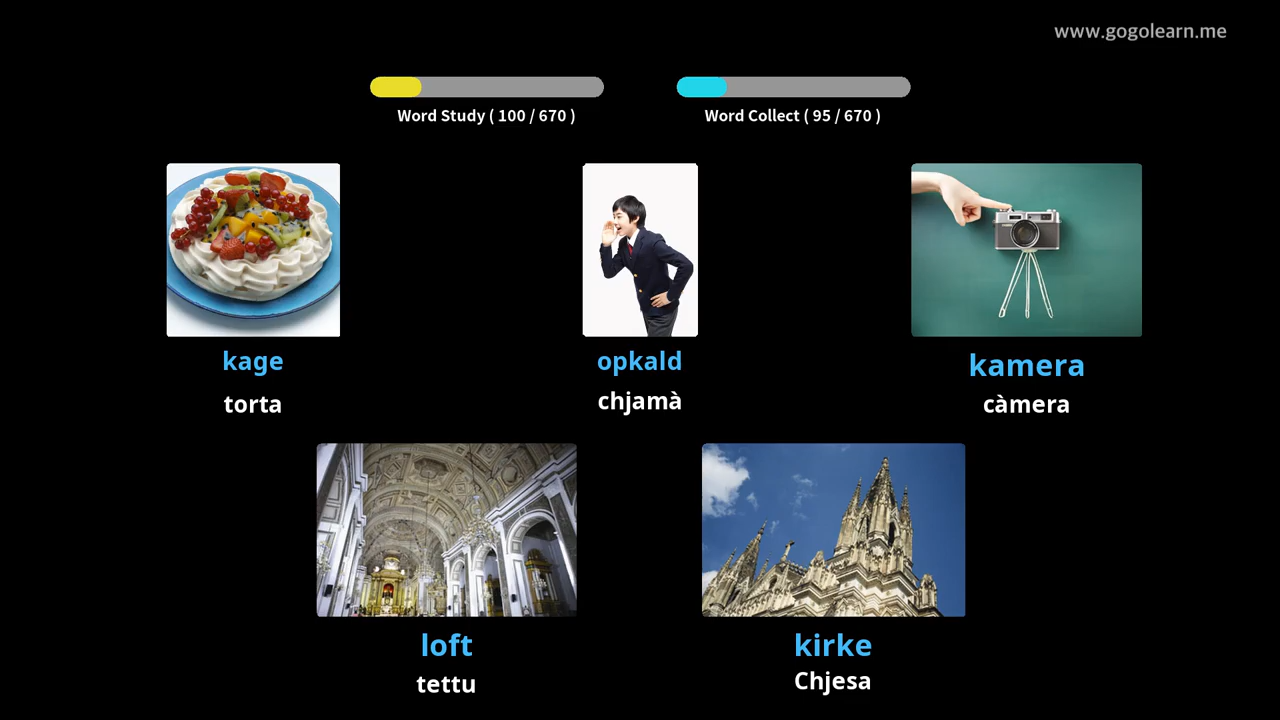 www.gogolearn.me
Word Study ( 100 / 670 )
Word Collect ( 95 / 670 )
kage
torta
opkald
chjamà
kamera
càmera
loft
tettu
kirke
Chjesa